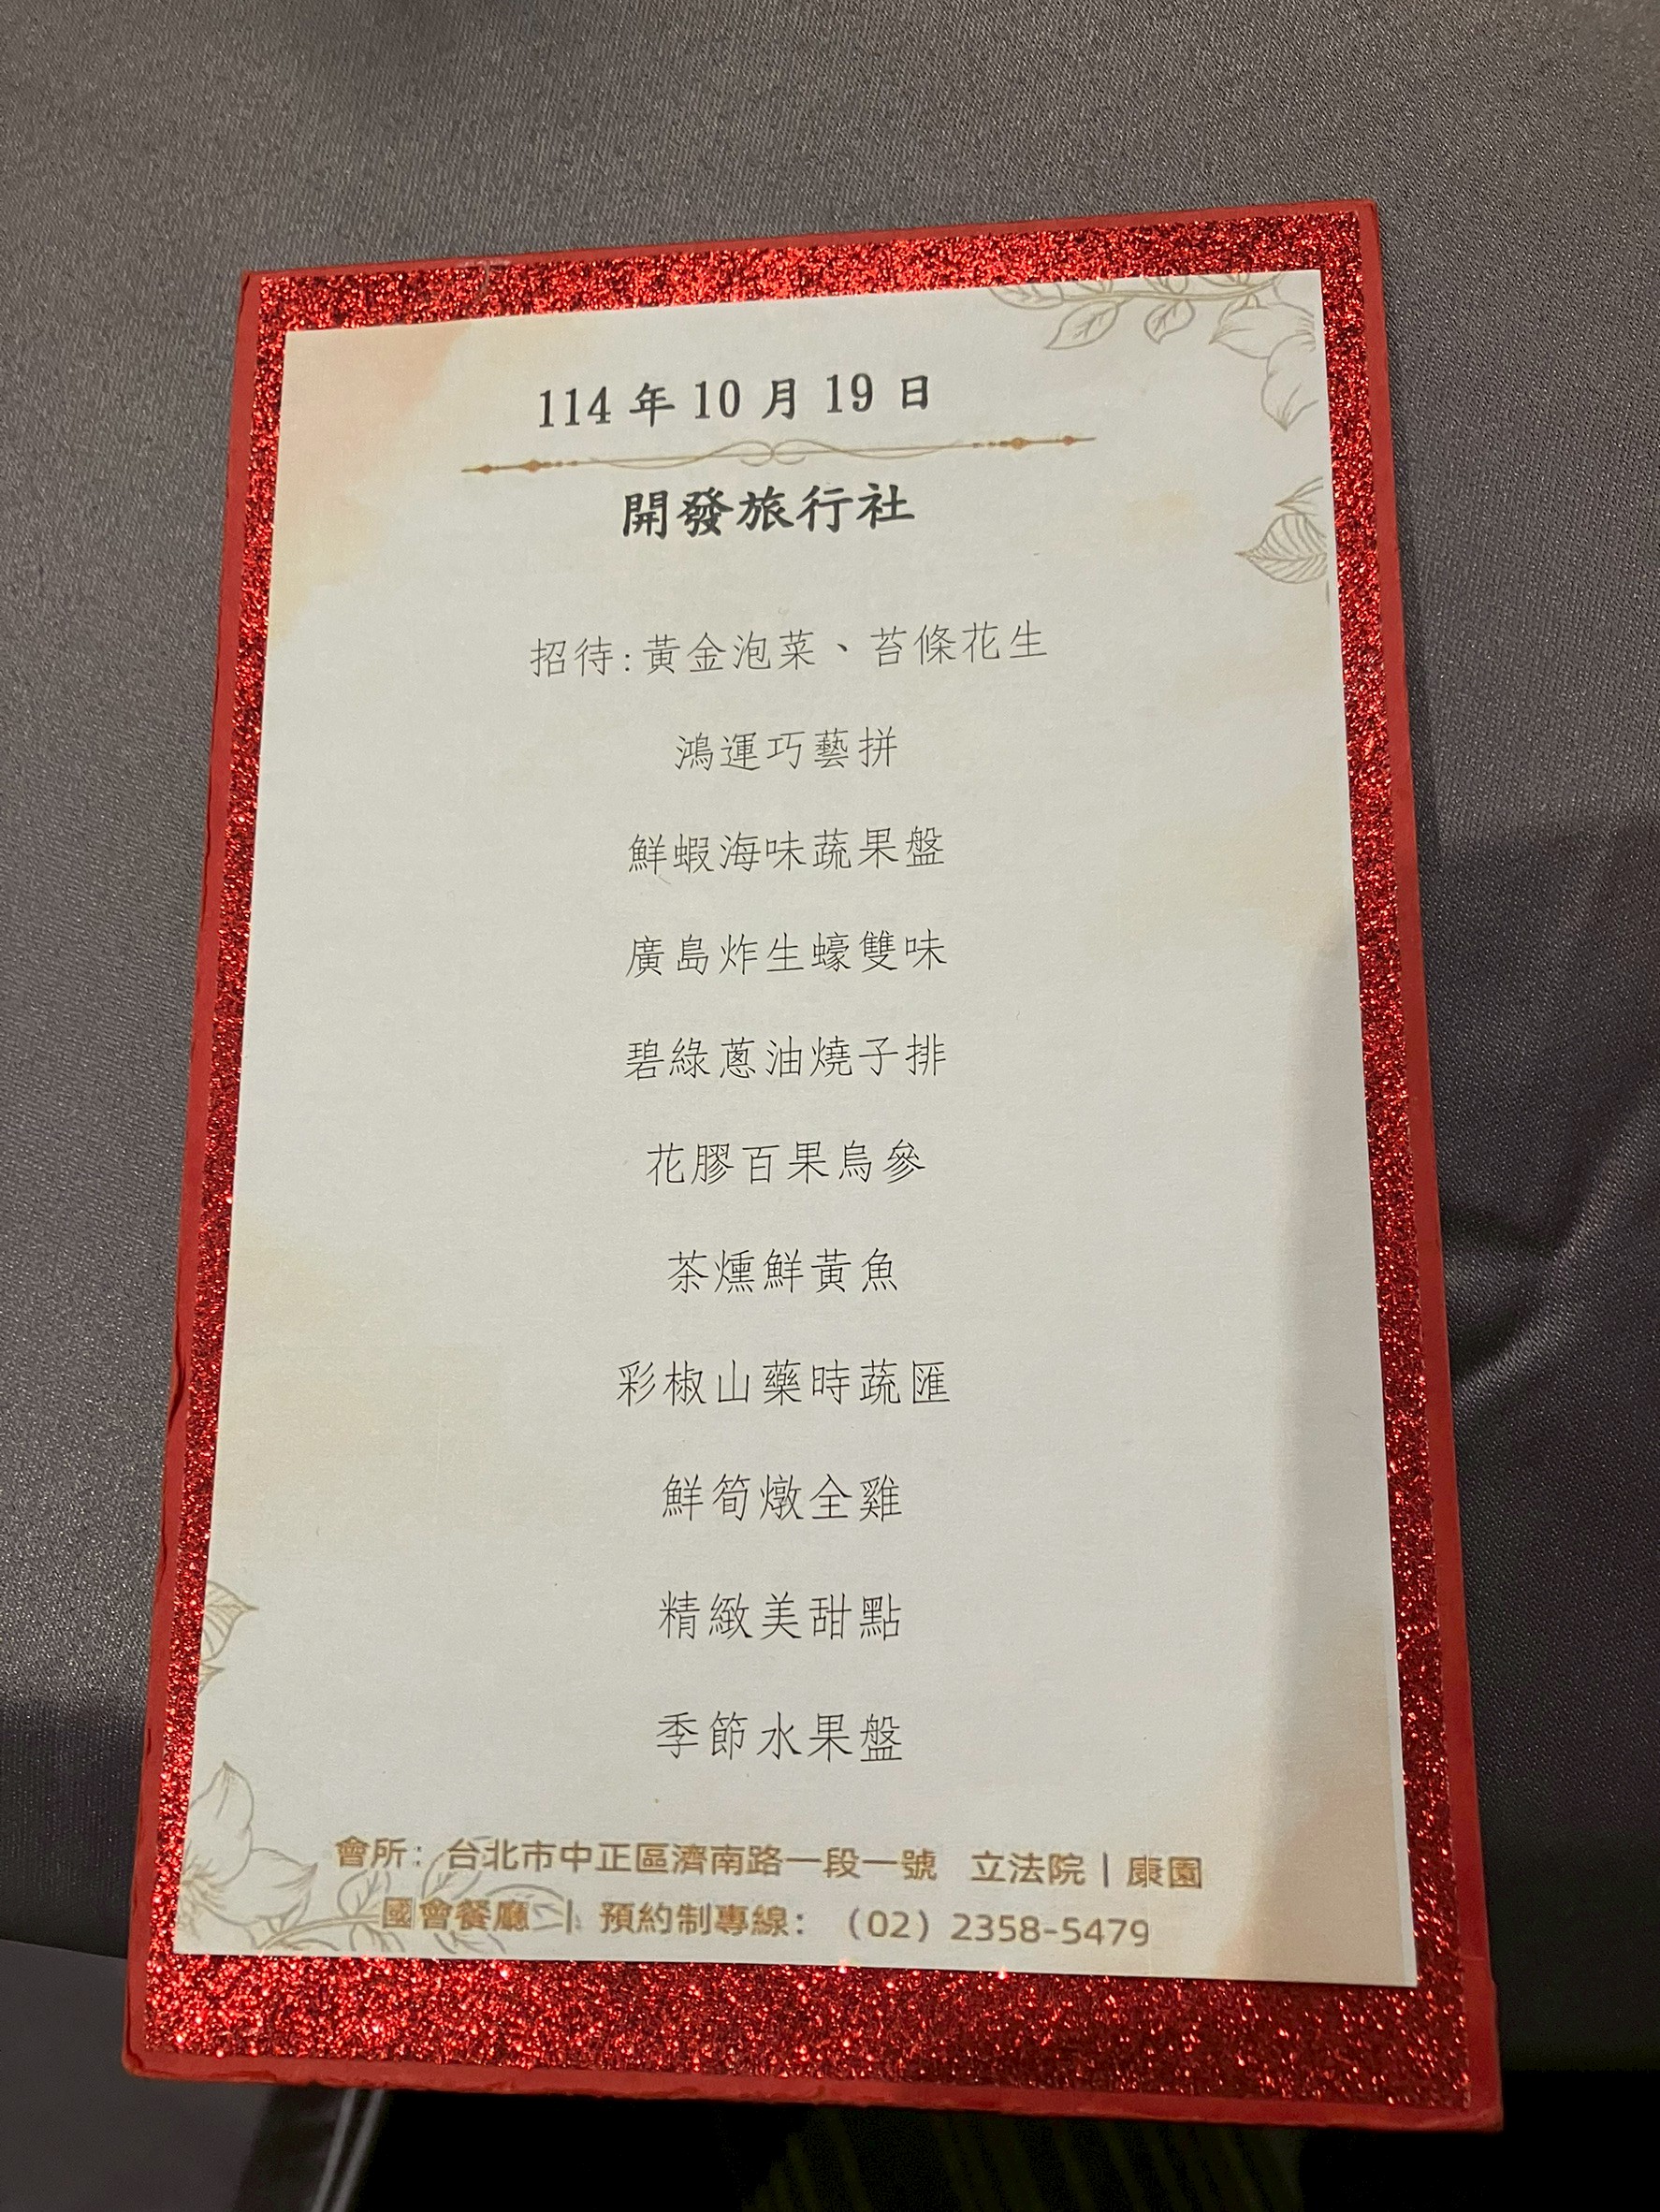 114 年 10 月 19 日
開發旅行社
招待:黃金泡菜、苔條花生
鴻運巧藝拼
鮮蝦海味蔬果盤
廣島炸生蠔雙味
碧綠蔥油燒子排
花膠百果烏參
茶燻鮮黃魚
彩椒山藥時蔬匯
鮮筍燉全雞
精緻美甜點
季節水果盤
會所：台北市中正區濟南路一段一號 立法院｜康園
國會餐廳 ｜預約制專線：（02）2358-5479